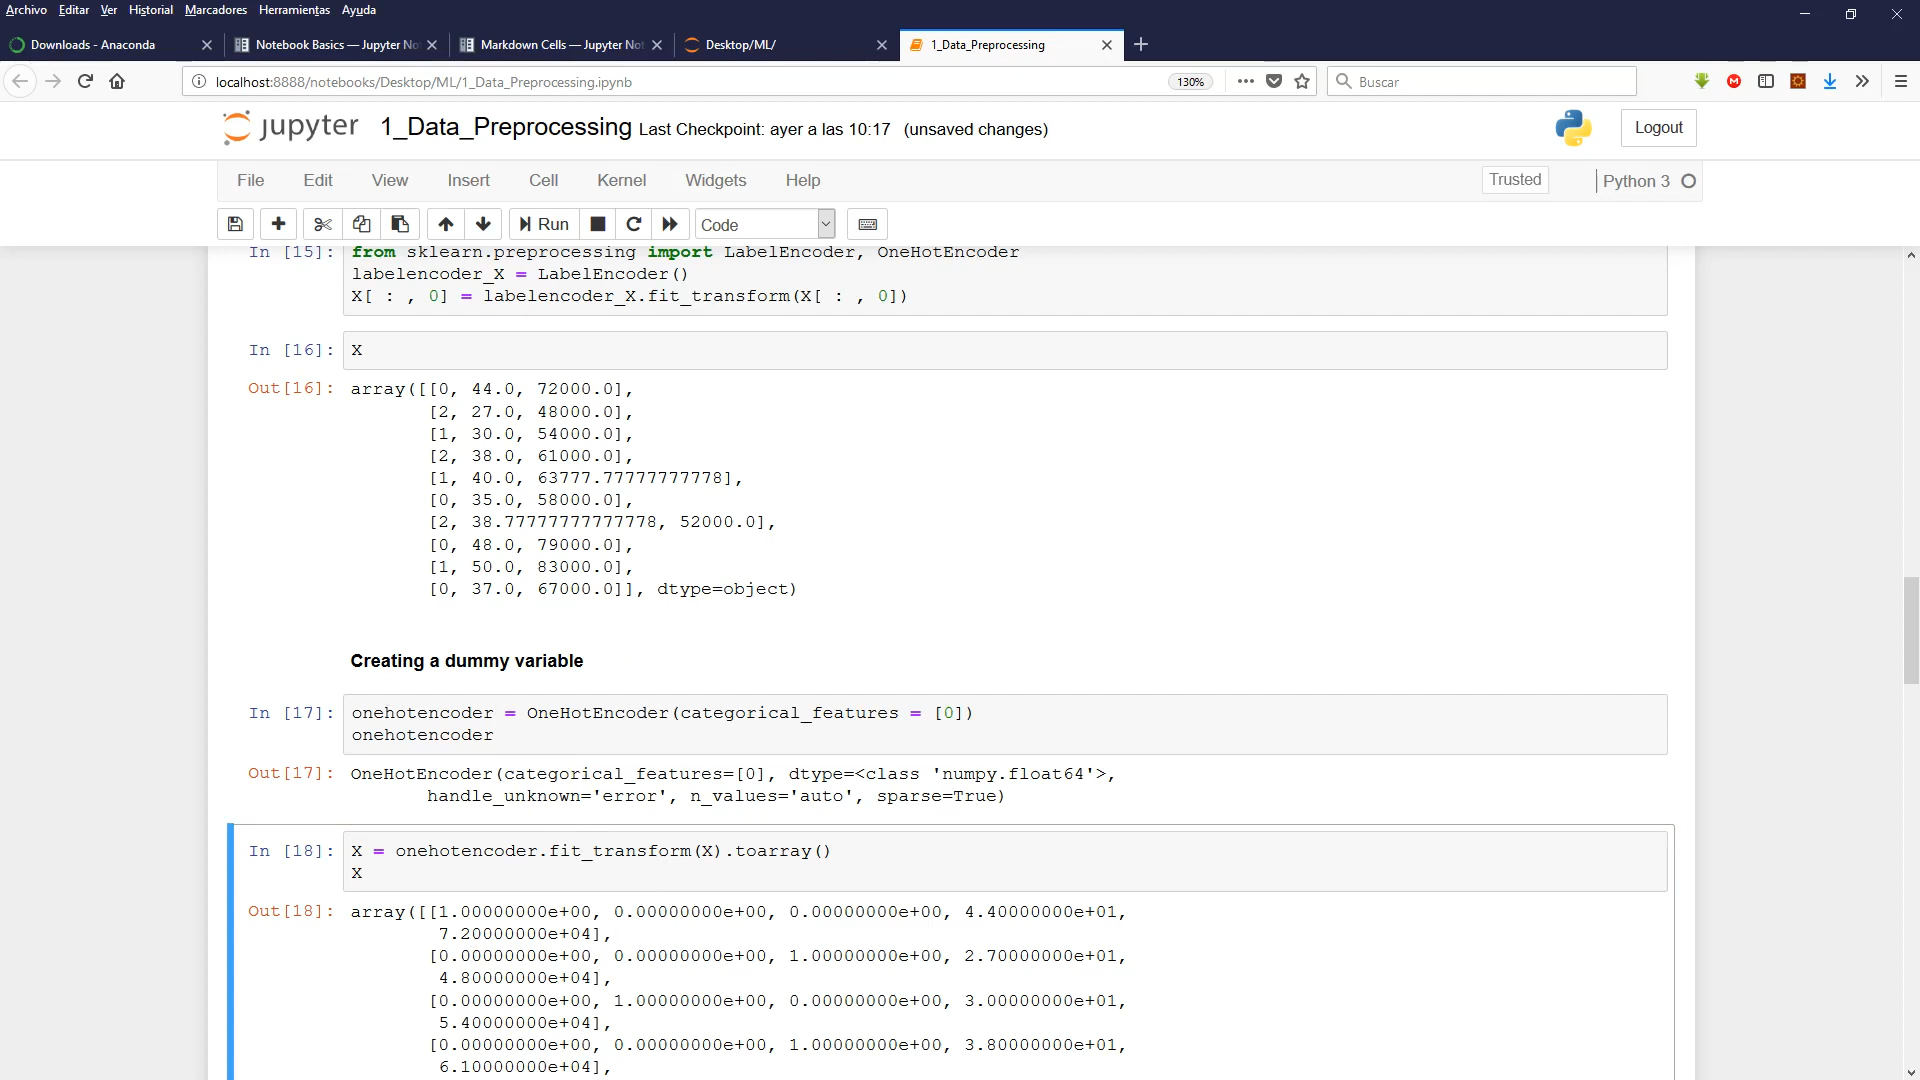 Archivo Editar Ver Historial Marcadores Herramientas Ayuda
Downloads - Anaconda
Notebook Basics — Jupyter No
Markdown Cells — Jupyter Not
Desktop/ML/
1_Data_Preprocessing
localhost:8888/notebooks/Desktop/ML/1_Data_Preprocessing.ipynb
130%
Buscar
jupyter 1_Data_Preprocessing Last Checkpoint: ayer a las 10:17 (unsaved changes)
Logout
File Edit View Insert Cell Kernel Widgets Help
Trusted
Python 3
Run
Code
In [15]: from sklearn.preprocessing import LabelEncoder, OneHotEncoder
labelencoder_X = LabelEncoder()
X[ : , 0] = labelencoder_X.fit_transform(X[ : , 0])
In [16]: X
Out[16]: array([[0, 44.0, 72000.0],
[2, 27.0, 48000.0],
[1, 30.0, 54000.0],
[2, 38.0, 61000.0],
[1, 40.0, 63777.77777777778],
[0, 35.0, 58000.0],
[2, 38.77777777777778, 52000.0],
[0, 48.0, 79000.0],
[1, 50.0, 83000.0],
[0, 37.0, 67000.0]], dtype=object)
Creating a dummy variable
In [17]: onehotencoder = OneHotEncoder(categorical_features = [0])
onehotencoder
Out[17]: OneHotEncoder(categorical_features=[0], dtype=<class 'numpy.float64'>,
handle_unknown='error', n_values='auto', sparse=True)
In [18]: X = onehotencoder.fit_transform(X).toarray()
X
Out[18]: array([[1.00000000e+00, 0.00000000e+00, 0.00000000e+00, 4.40000000e+01,
7.20000000e+04],
[0.00000000e+00, 0.00000000e+00, 1.00000000e+00, 2.70000000e+01,
4.80000000e+04],
[0.00000000e+00, 1.00000000e+00, 0.00000000e+00, 3.00000000e+01,
5.40000000e+04],
[0.00000000e+00, 0.00000000e+00, 1.00000000e+00, 3.80000000e+01,
6.10000000e+04],